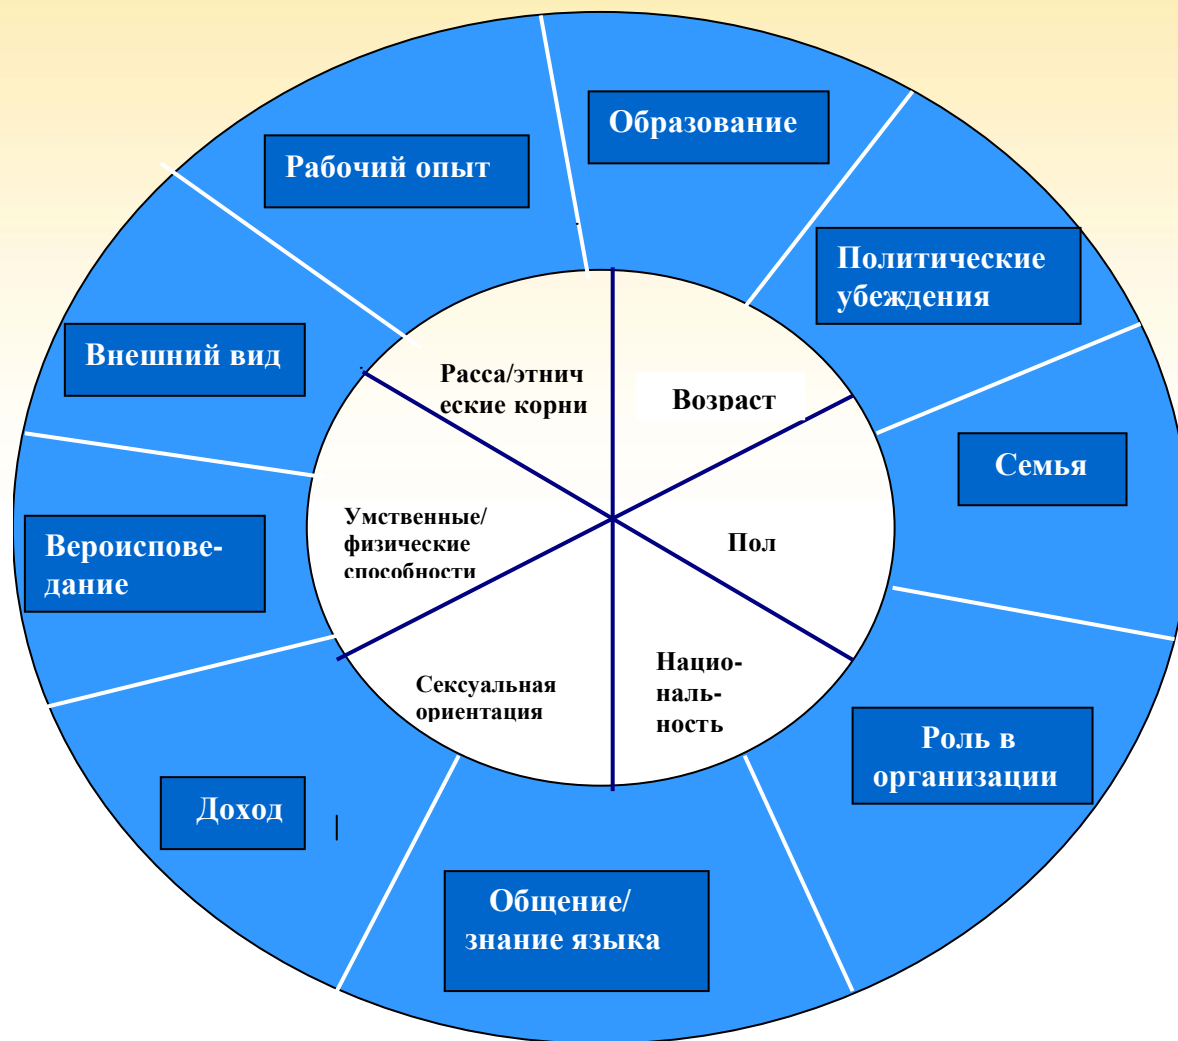 Образование
Рабочий опыт
Политические
убеждения
Внешний вид
Расса/этнич
еские корни
Возраст
Семья
Умственные/
физические
способности
Пол
Вероиспове-
дание
Нацио-
наль-
ность
Сексуальная
ориентация
Роль в
организации
Доход
Общение/
знание языка